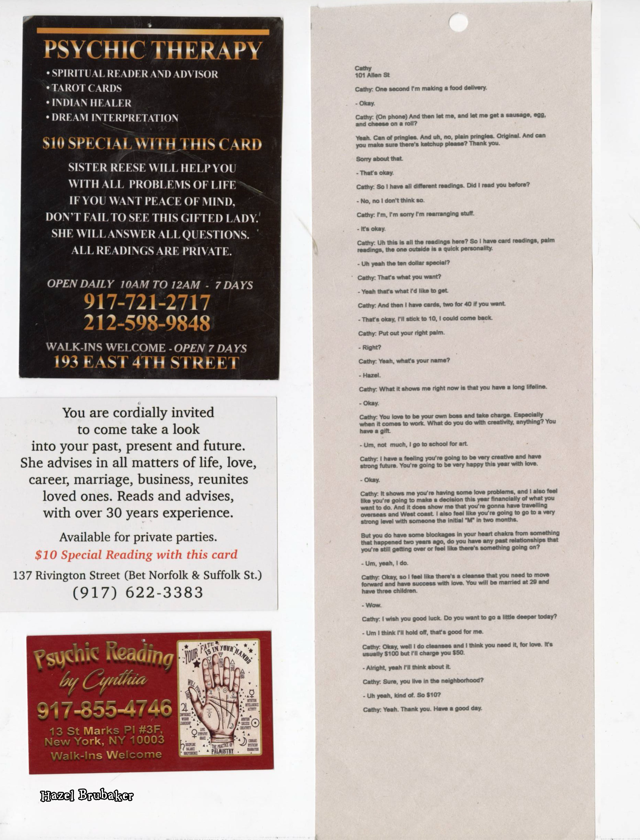 PSYCHIC THERAPY
• SPIRITUAL READER AND ADVISOR
• TAROT CARDS
• INDIAN HEALER
• DREAM INTERPRETATION
$10 SPECIAL WITH THIS CARD
SISTER REESE WILL HELP YOU
WITH ALL PROBLEMS OF LIFE
IF YOU WANT PEACE OF MIND,
DON'T FAIL TO SEE THIS GIFTED LADY.
SHE WILL ANSWER ALL QUESTIONS.
ALL READINGS ARE PRIVATE.
OPEN DAILY 10AM TO 12AM - 7 DAYS
917-721-2717
212-598-9848
WALK-INS WELCOME - OPEN 7 DAYS
193 EAST 4TH STREET
You are cordially invited
to come take a look
into your past, present and future.
She advises in all matters of life, love,
career, marriage, business, reunites
loved ones. Reads and advises,
with over 30 years experience.
Available for private parties.
$10 Special Reading with this card
137 Rivington Street (Bet Norfolk & Suffolk St.)
(917) 622-3383
Psychic Reading
by Cynthia
917-855-4746
13 St Marks Pl #3F,
New York, NY 10003
Walk-Ins Welcome
YOUR FATE IS IN YOUR HANDS
PALMISTRY
Hazel Brubaker
Cathy
101 Allen St
Cathy: One second I'm making a food delivery.
- Okay.
Cathy: (On phone) And then let me, and let me get a sausage, egg,
and cheese on a roll?
Yeah. Can of pringles. And uh, no, plain pringles. Original. And can
you make sure there's ketchup please? Thank you.
Sorry about that.
- That's okay.
Cathy: So I have all different readings. Did I read you before?
- No, no I don't think so.
Cathy: I'm, I'm sorry I'm rearranging stuff.
- It's okay.
Cathy: Uh this is all the readings here? So I have card readings, palm
readings, the one outside is a quick personality.
- Uh yeah the ten dollar special?
Cathy: That's what you want?
- Yeah that's what I'd like to get.
Cathy: And then I have cards, two for 40 if you want.
- That's okay, I'll stick to 10, I could come back.
Cathy: Put out your right palm.
- Right?
Cathy: Yeah, what's your name?
- Hazel.
Cathy: What it shows me right now is that you have a long lifeline.
- Okay.
Cathy: You love to be your own boss and take charge. Especially
when it comes to work. What do you do with creativity, anything? You
have a gift.
- Um, not much, I go to school for art.
Cathy: I have a feeling you're going to be very creative and have
strong future. You're going to be very happy this year with love.
- Okay.
Cathy: It shows me you're having some love problems, and I also feel
like you're going to make a decision this year financially of what you
want to do. And it does show me that you're gonna have travelling
overseas and West coast. I also feel like you're going to go to a very
strong level with someone the initial "M" in two months.
But you do have some blockages in your heart chakra from something
that happened two years ago, do you have any past relationships that
you're still getting over or feel like there's something going on?
- Um, yeah, I do.
Cathy: Okay, so I feel like there's a cleanse that you need to move
forward and have success with love. You will be married at 29 and
have three children.
- Wow.
Cathy: I wish you good luck. Do you want to go a little deeper today?
- Um I think I'll hold off, that's good for me.
Cathy: Okay, well I do cleanses and I think you need it, for love. It's
usually $100 but I'll charge you $50.
- Alright, yeah I'll think about it.
Cathy: Sure, you live in the neighborhood?
- Uh yeah, kind of. So $10?
Cathy: Yeah. Thank you. Have a good day.